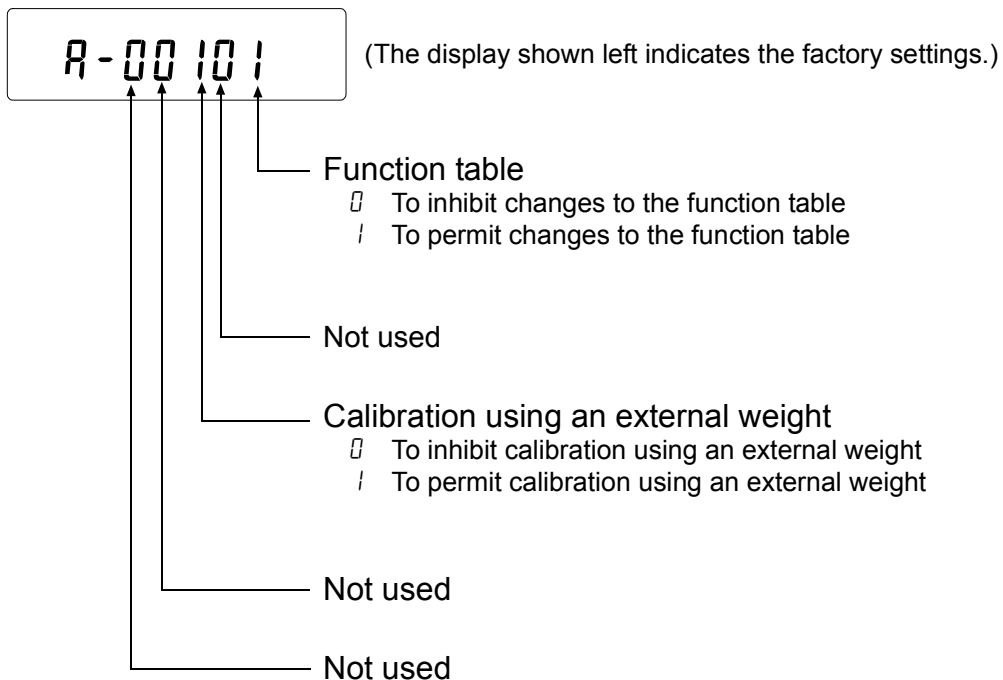 A-00101
(The display shown left indicates the factory settings.)
Function table
0 To inhibit changes to the function table
1 To permit changes to the function table
Not used
Calibration using an external weight
0 To inhibit calibration using an external weight
1 To permit calibration using an external weight
Not used
Not used